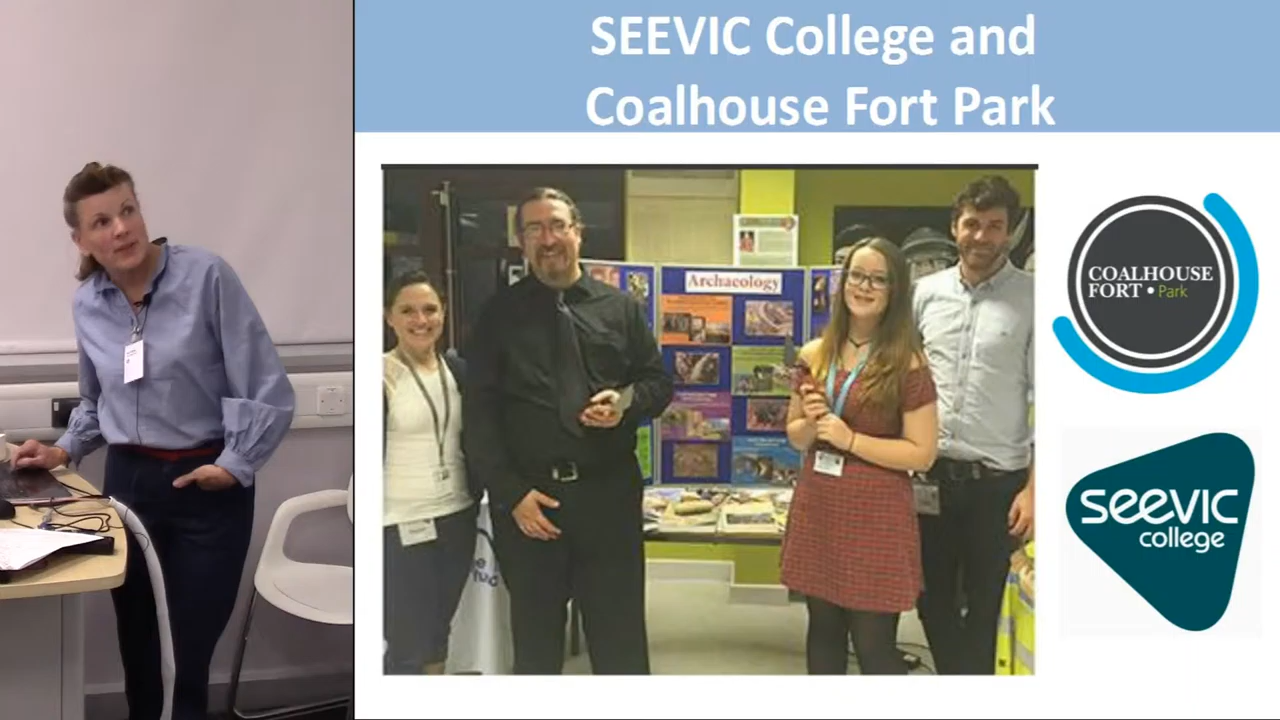 SEEVIC College and
Coalhouse Fort Park
Archaeology
COALHOUSE
FORT • Park
seevic
college